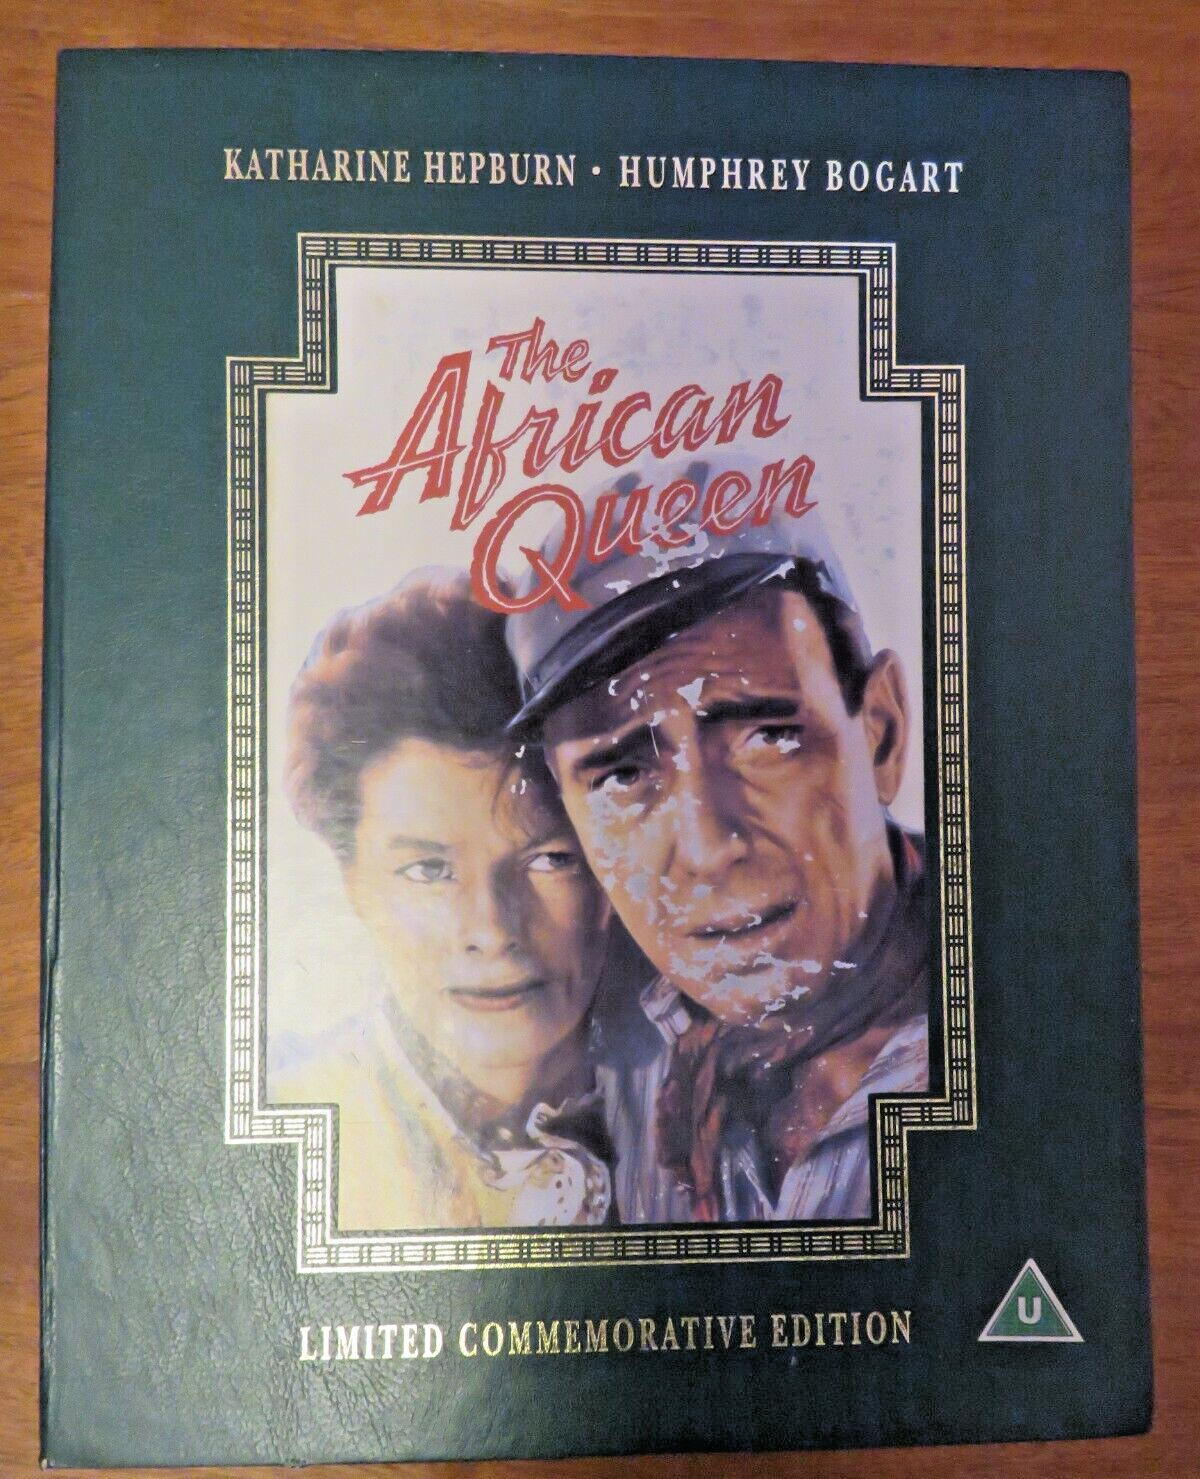 KATHARINE HEPBURN · HUMPHREY BOGART
The
African
Queen
LIMITED COMMEMORATIVE EDITION
U